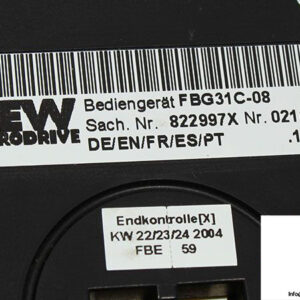 EW
RODRIVE
Bediengerät FBG31C-08
Sach. Nr. 822997X Nr. 021
DE/EN/FR/ES/PT .1
Endkontrolle[X]
KW 22/23/24 2004
FBE 59